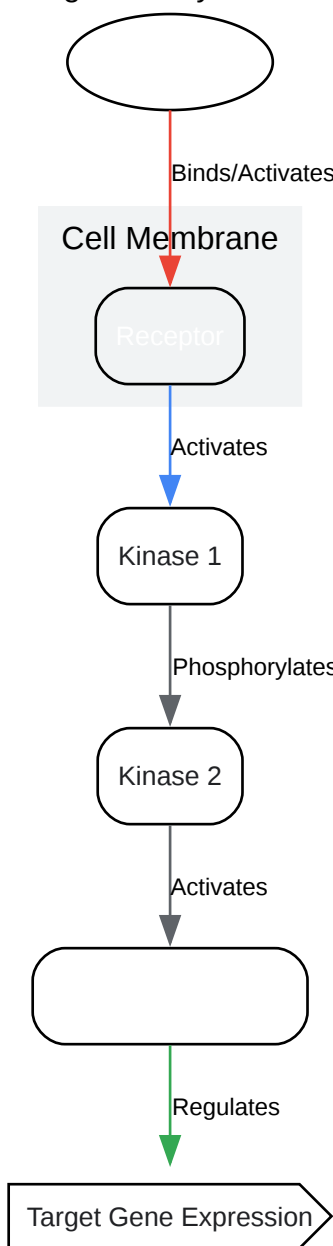 Binds/Activates
Cell Membrane
Receptor
Activates
Kinase 1
Phosphorylates
Kinase 2
Activates
Regulates
Target Gene Expression